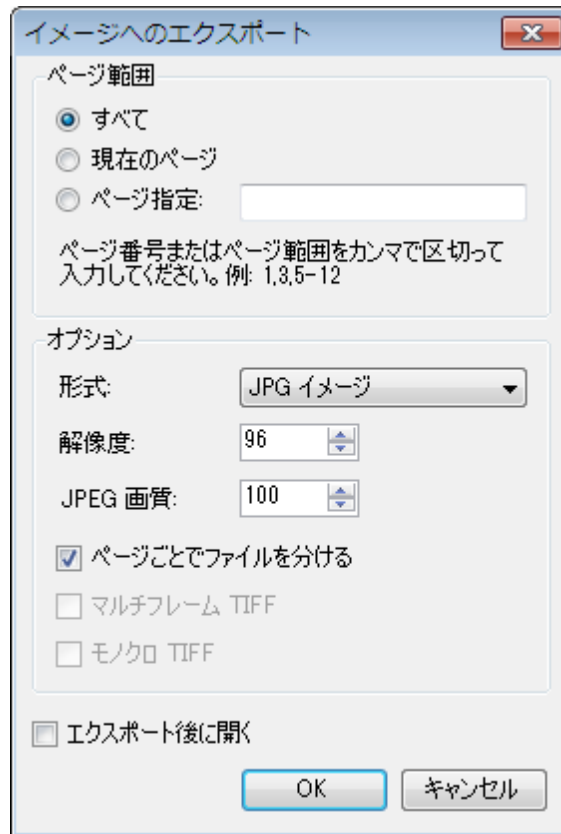 イメージへのエクスポート
ページ範囲
すべて
現在のページ
ページ指定:
ページ番号またはページ範囲をカンマで区切って
入力してください。例: 1,3,5-12
オプション
形式: JPG イメージ
解像度: 96
JPEG 画質: 100
ページごとでファイルを分ける
マルチフレーム TIFF
モノクロ TIFF
エクスポート後に開く
OK キャンセル